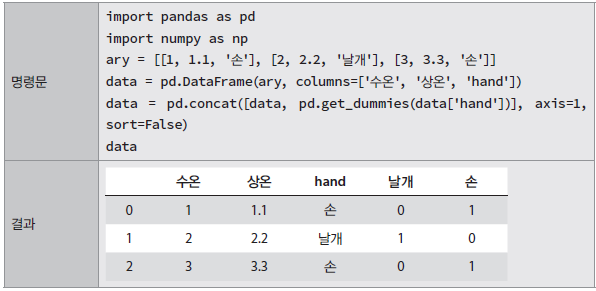 명령문
import pandas as pd
import numpy as np
ary = [[1, 1.1, '손'], [2, 2.2, '날개'], [3, 3.3, '손']]
data = pd.DataFrame(ary, columns=['수온', '상온', 'hand'])
data = pd.concat([data, pd.get_dummies(data['hand'])], axis=1,
sort=False)
data
결과
수온 상온 hand 날개 손
0 1 1.1 손 0 1
1 2 2.2 날개 1 0
2 3 3.3 손 0 1